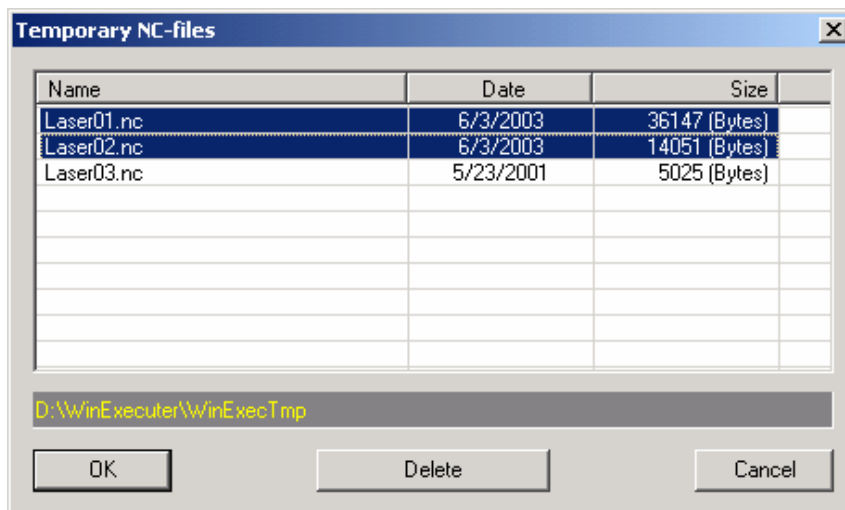 Temporary NC-files
Name Date Size
Laser01.nc 6/3/2003 36147 (Bytes)
Laser02.nc 6/3/2003 14051 (Bytes)
Laser03.nc 5/23/2001 5025 (Bytes)
D:\WinExecuter\WinExecTmp
OK Delete Cancel